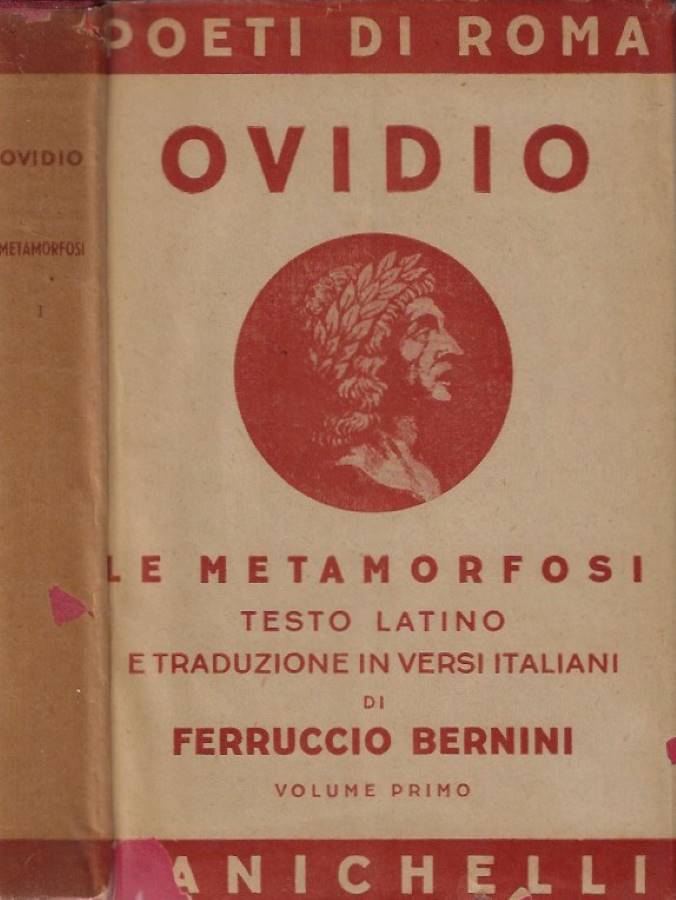 OVIDIO
METAMORFOSI
I
POETI DI ROMA
OVIDIO
LE METAMORFOSI
TESTO LATINO
E TRADUZIONE IN VERSI ITALIANI
DI
FERRUCCIO BERNINI
VOLUME PRIMO
ANICHELLI